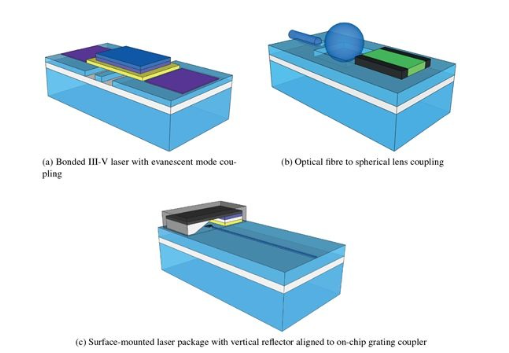 (a) Bonded III-V laser with evanescent mode cou-
pling
(b) Optical fibre to spherical lens coupling
(c) Surface-mounted laser package with vertical reflector aligned to on-chip grating coupler